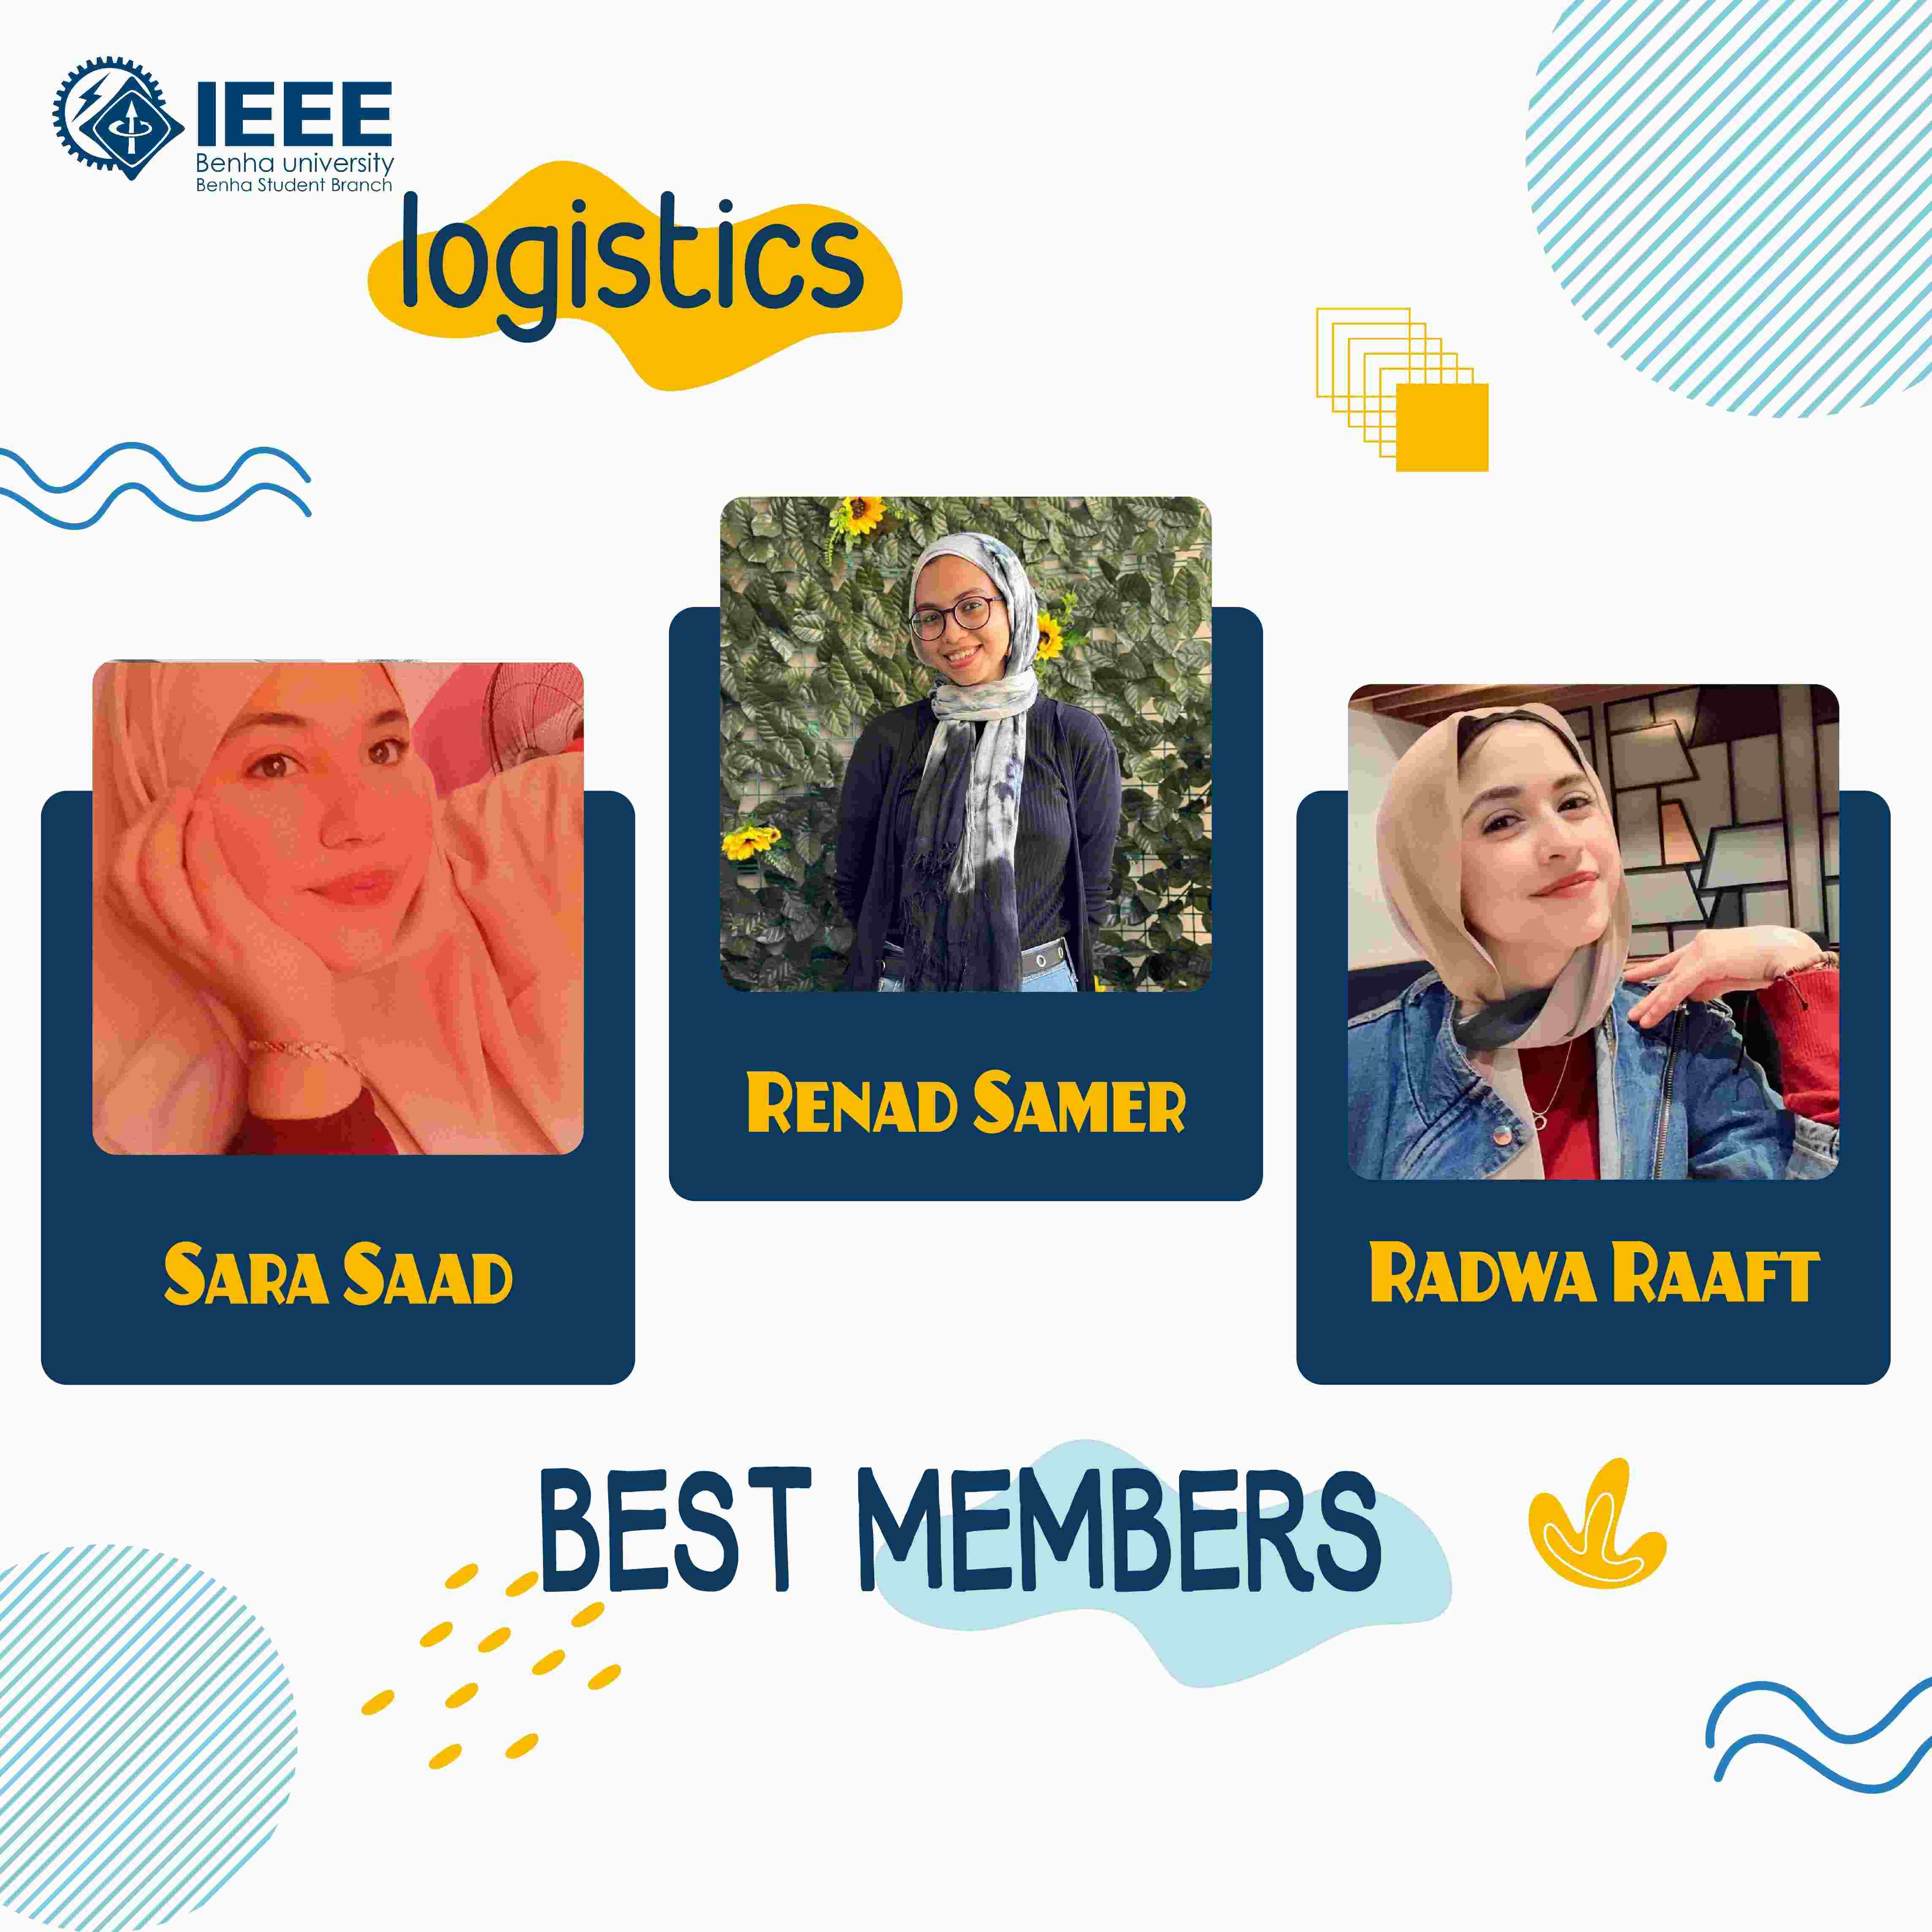 IEEE
Benha university
Benha Student Branch
logistics
RENAD SAMER
SARA SAAD
RADWA RAAFT
BEST MEMBERS